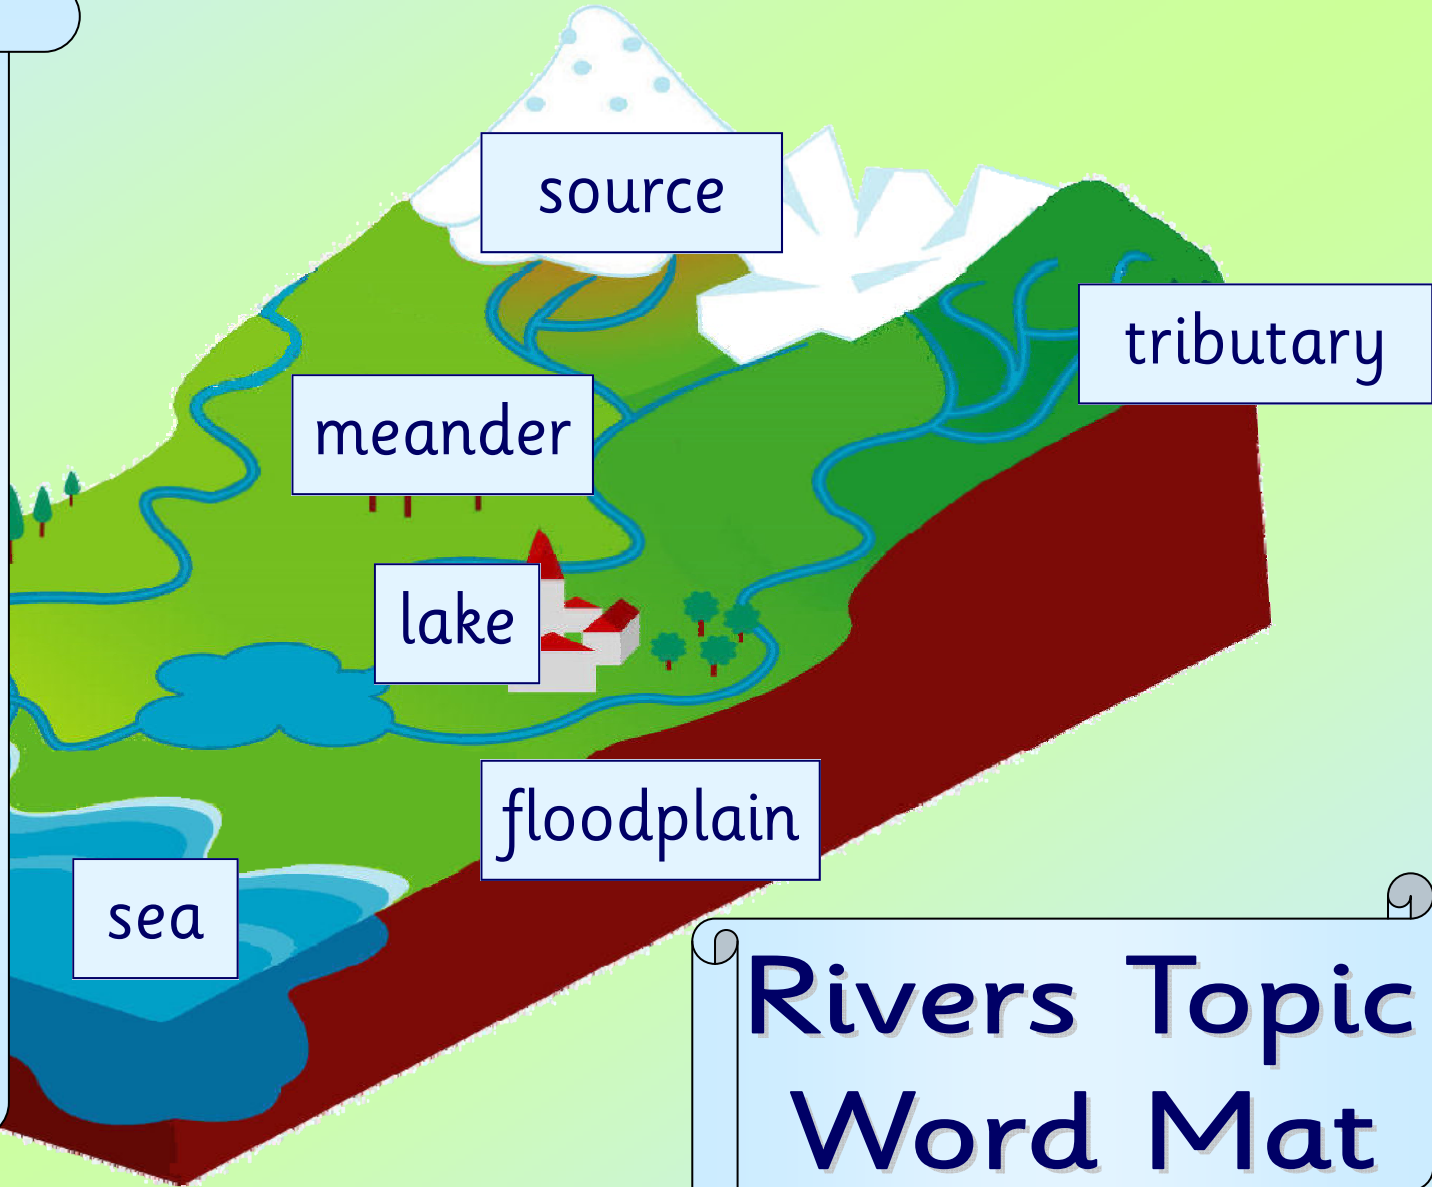 source
tributary
meander
lake
floodplain
sea
Rivers Topic
Word Mat